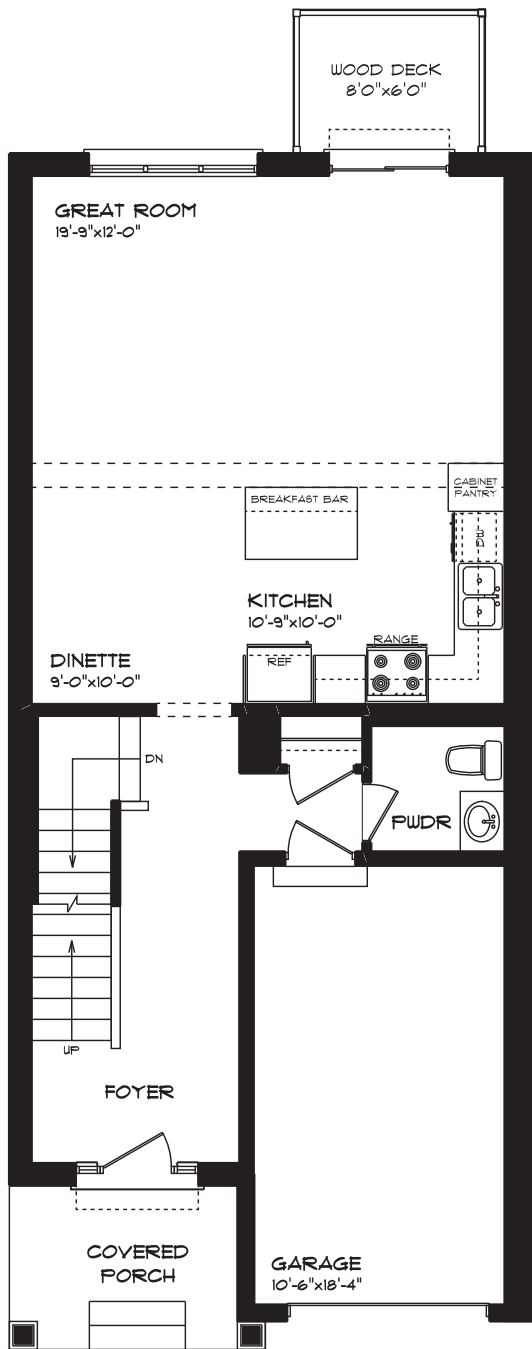 WOOD DECK
8'0"x6'0"
GREAT ROOM
19'-9"x12'-0"
CABINET
PANTRY
BREAKFAST BAR
DW
KITCHEN
10'-9"x10'-0"
RANGE
REF
DINETTE
9'-0"x10'-0"
DN
PWDR
UP
FOYER
COVERED
PORCH
GARAGE
10'-6"x18'-4"